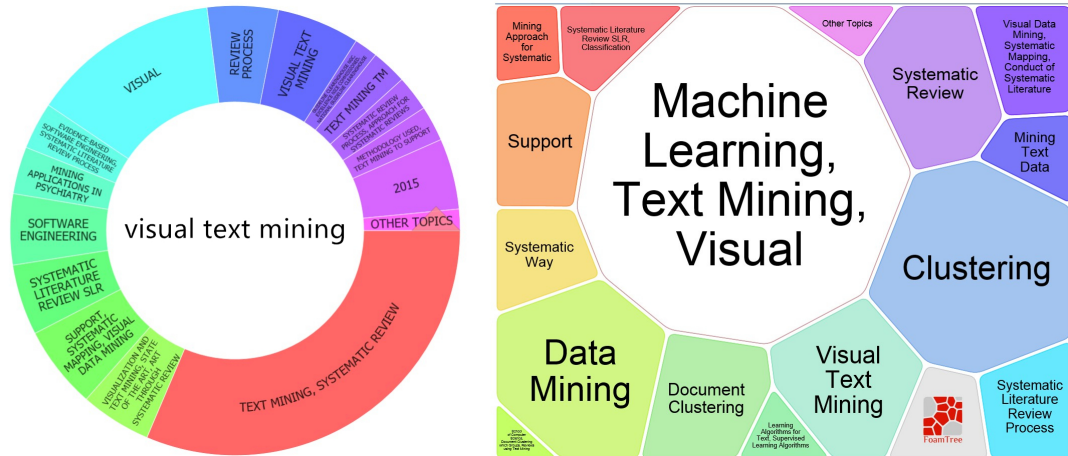 VISUAL
REVIEW
PROCESS
VISUAL TEXT
MINING
TEXT MINING TM
SYSTEMATIC REVIEW
PROCESS, APPROACH FOR
SYSTEMATIC REVIEWS
METHODOLOGY USED,
TEXT MINING TO SUPPORT
2015
OTHER TOPICS
TEXT MINING, SYSTEMATIC REVIEW
VISUALIZATION AND
TEXT MINING, STATE
OF THE ART, ART
THROUGH
SYSTEMATIC REVIEW
SUPPORT,
SYSTEMATIC
MAPPING, VISUAL
DATA MINING
SYSTEMATIC
LITERATURE
REVIEW SLR
SOFTWARE
ENGINEERING
MINING
APPLICATIONS IN
PSYCHIATRY
EVIDENCE-BASED
SOFTWARE ENGINEERING,
SYSTEMATIC LITERATURE
REVIEW PROCESS
visual text mining
Mining
Approach for
Systematic
Systematic Literature
Review SLR,
Classification
Other Topics
Visual Data
Mining,
Systematic
Mapping,
Conduct of
Systematic
Literature
Systematic
Review
Machine
Learning,
Text Mining,
Visual
Support
Mining
Text
Data
Systematic
Way
Clustering
Data
Mining
Document
Clustering
Visual
Text
Mining
Systematic
Literature
Review
Process
Learning
Algorithms for
Text, Supervised
Learning Algorithms
FoamTree